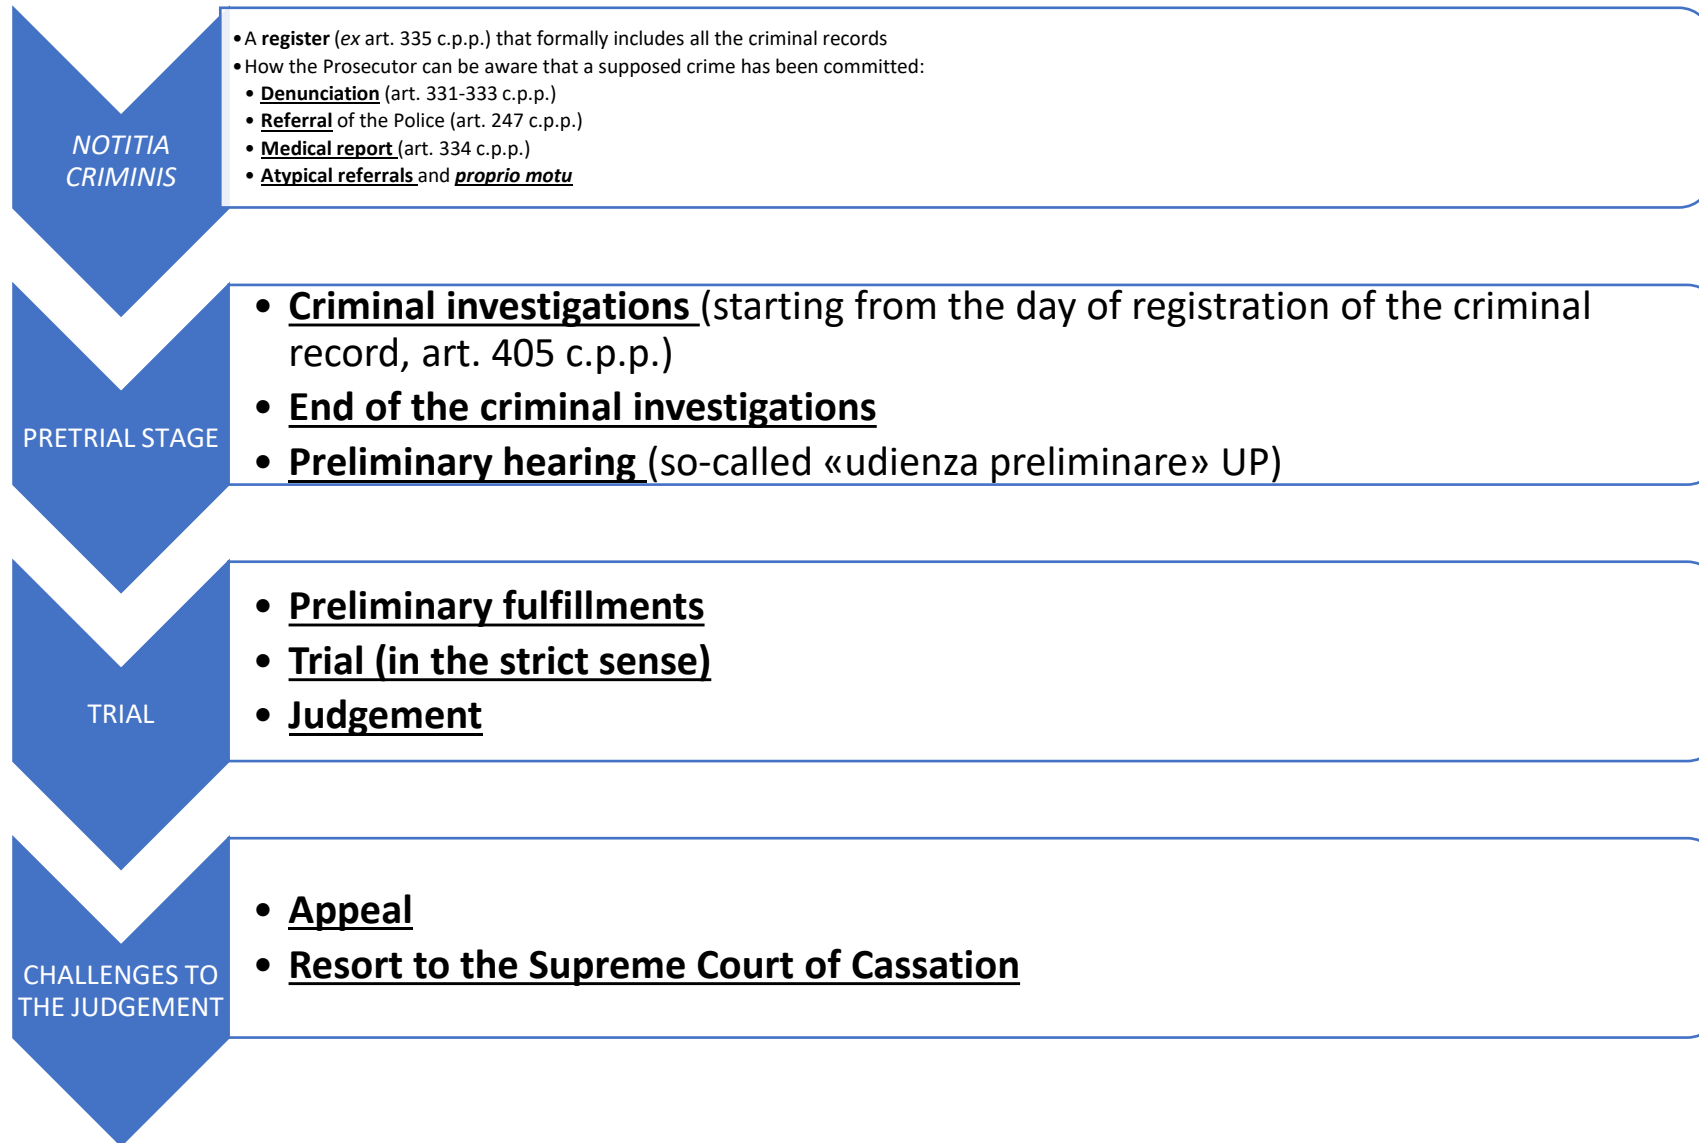 NOTITIA
CRIMINIS
•A register (ex art. 335 c.p.p.) that formally includes all the criminal records
•How the Prosecutor can be aware that a supposed crime has been committed:
• Denunciation (art. 331-333 c.p.p.)
• Referral of the Police (art. 247 c.p.p.)
• Medical report (art. 334 c.p.p.)
• Atypical referrals and proprio motu
PRETRIAL STAGE
• Criminal investigations (starting from the day of registration of the criminal
record, art. 405 c.p.p.)
• End of the criminal investigations
• Preliminary hearing (so-called «udienza preliminare» UP)
TRIAL
• Preliminary fulfillments
• Trial (in the strict sense)
• Judgement
CHALLENGES TO
THE JUDGEMENT
• Appeal
• Resort to the Supreme Court of Cassation